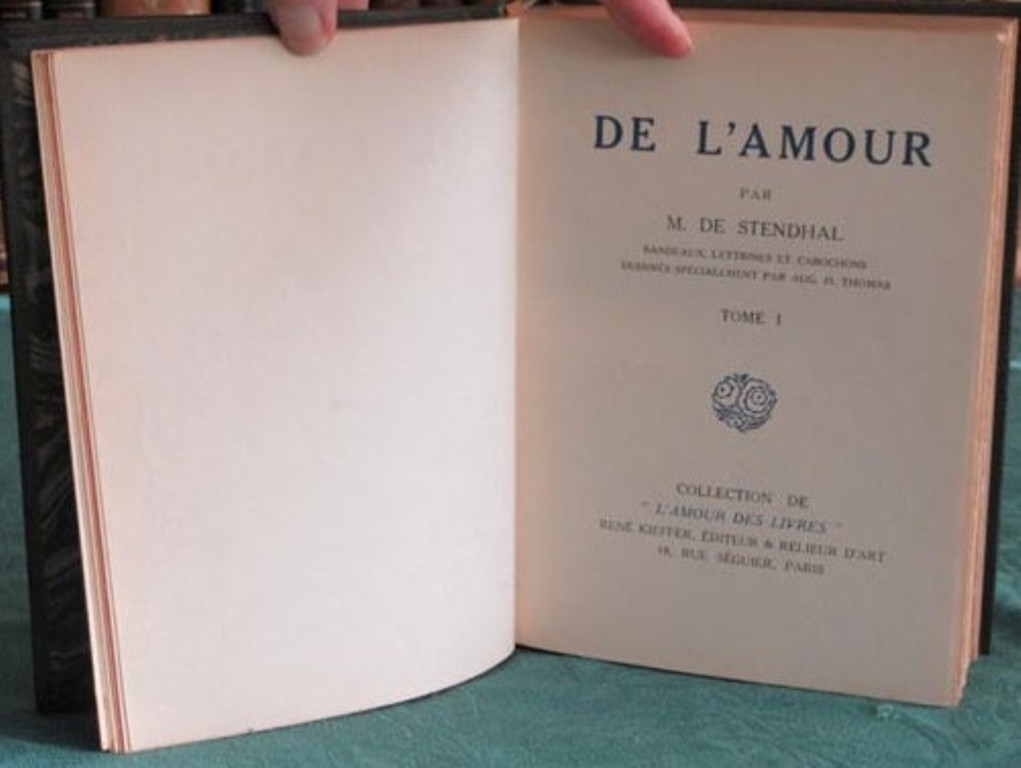 DE L'AMOUR
PAR
M. DE STENDHAL
BANDEAUX, LETTRINES ET CABOCHONS
DESSINÉS SPÉCIALEMENT PAR AUG. H. THOMAS
TOME I
COLLECTION DE
" L'AMOUR DES LIVRES "
RENÉ KIEFFER, ÉDITEUR & RELIEUR D'ART
18, RUE SÉGUIER, PARIS